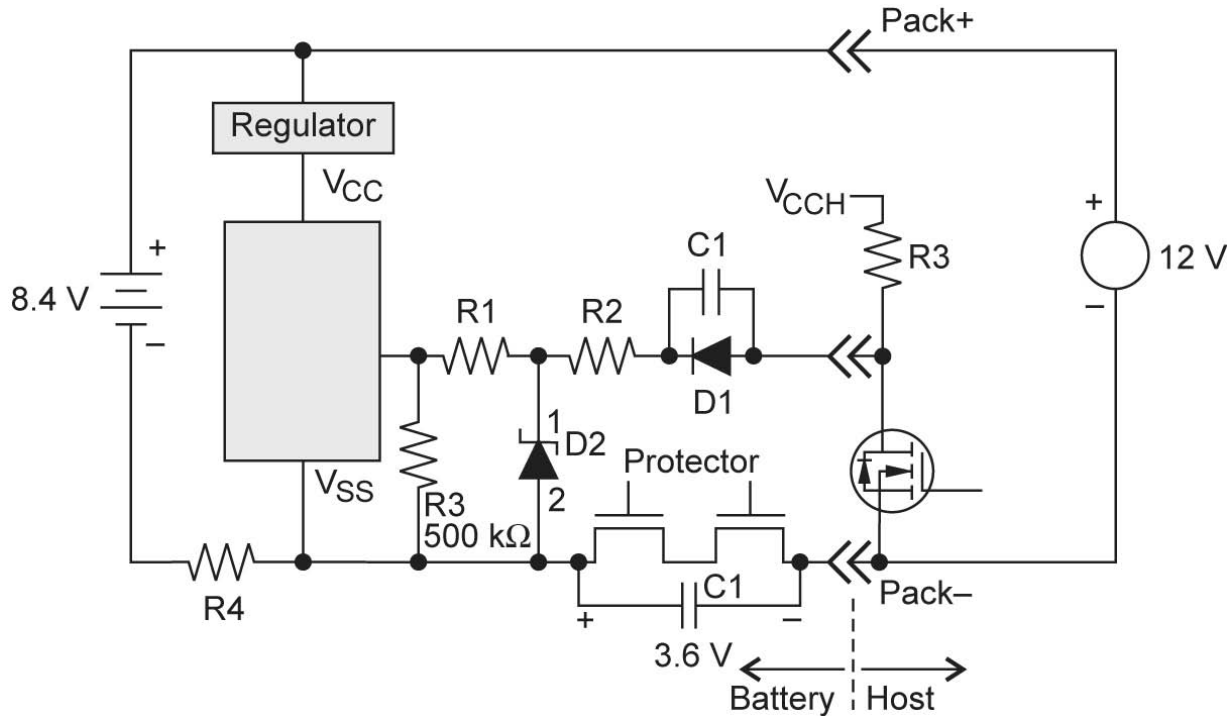 Pack+
Regulator
VCC
VCCH
+
+
C1
R3
12 V
8.4 V
R1
R2
–
–
D1
1
D2
Protector
VSS
2
R3
500 kΩ
C1
Pack–
R4
+
–
3.6 V
Battery
Host